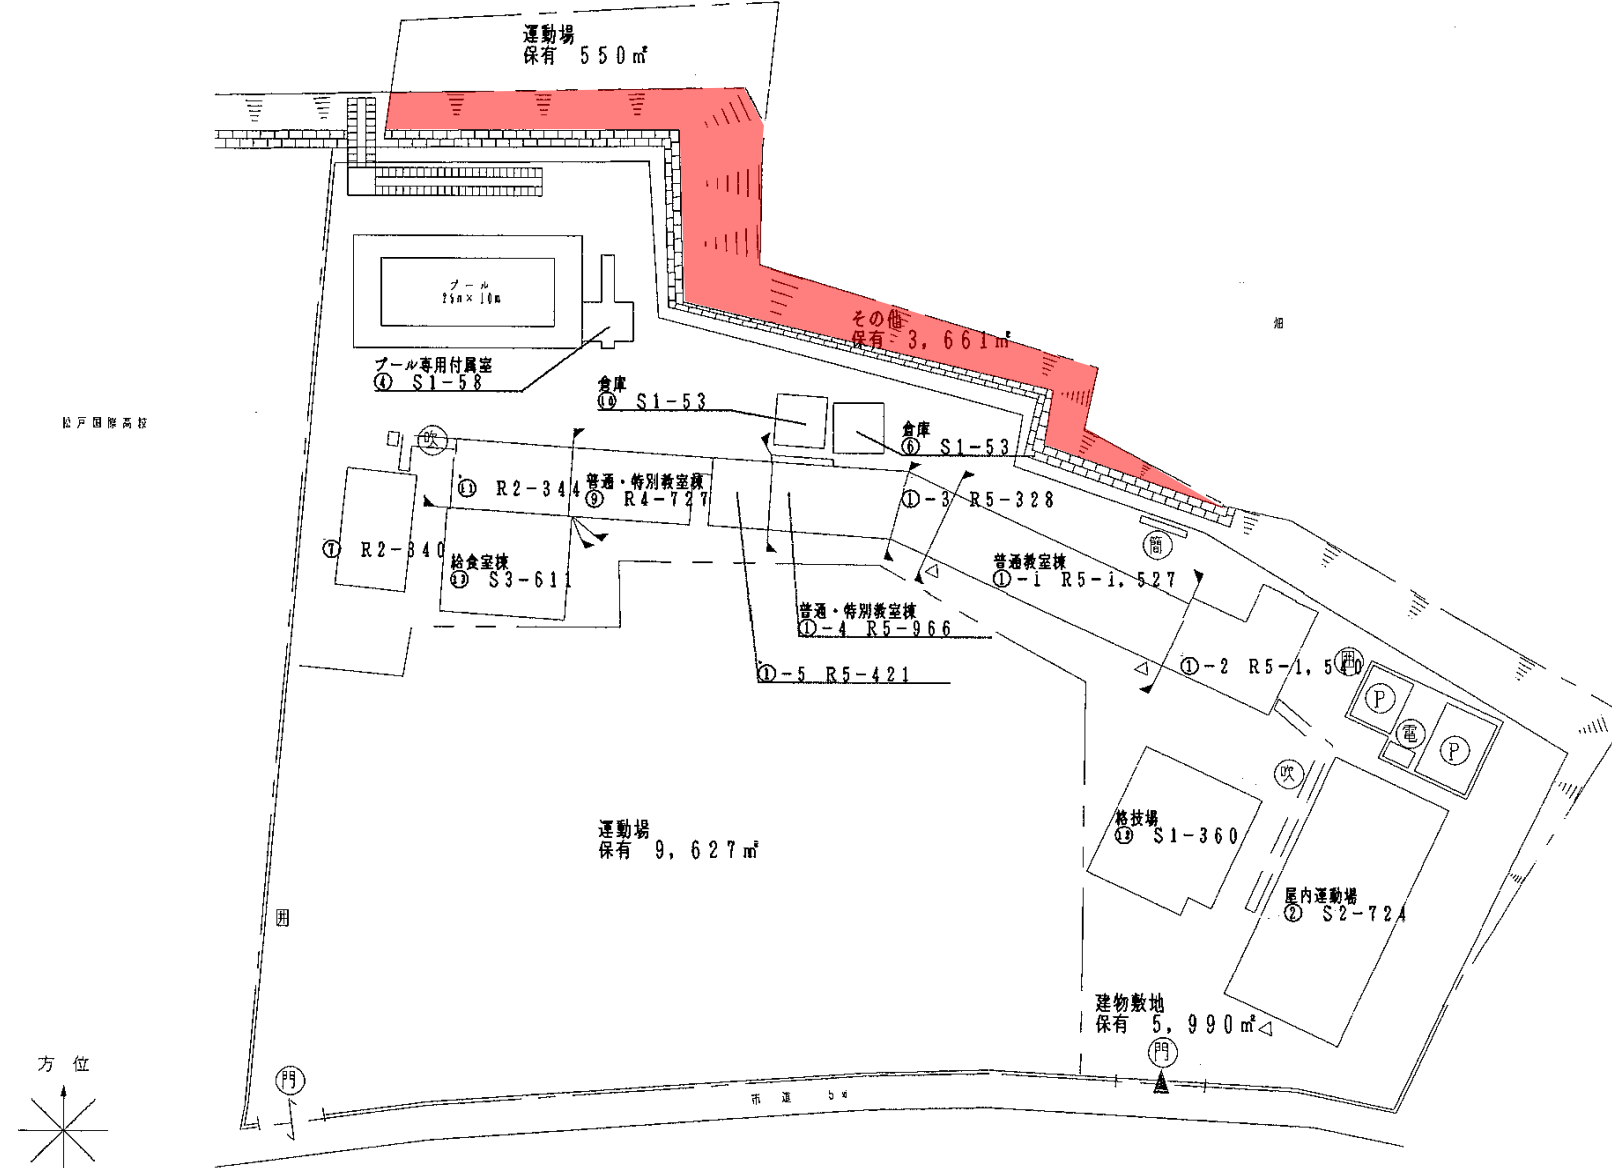 運動場
保有 550㎡
プール
25m×10m
その他
保有 3,661㎡
畑
プール専用付属室
④ S1-58
倉庫
⑩ S1-53
倉庫
⑥ S1-53
松戸国際高校
吹
⑪ R2-344
普通・特別教室棟
⑨ R4-727
①-3 R5-328
⑦ R2-340
給食室棟
⑬ S3-611
簡
普通教室棟
①-1 R5-1,527
普通・特別教室棟
①-4 R5-966
①-5 R5-421
①-2 R5-1,540
囲
P
電
P
吹
運動場
保有 9,627㎡
格技場
⑫ S1-360
屋内運動場
② S2-724
囲
建物敷地
保有 5,990㎡
門
方位
門
市道 5m